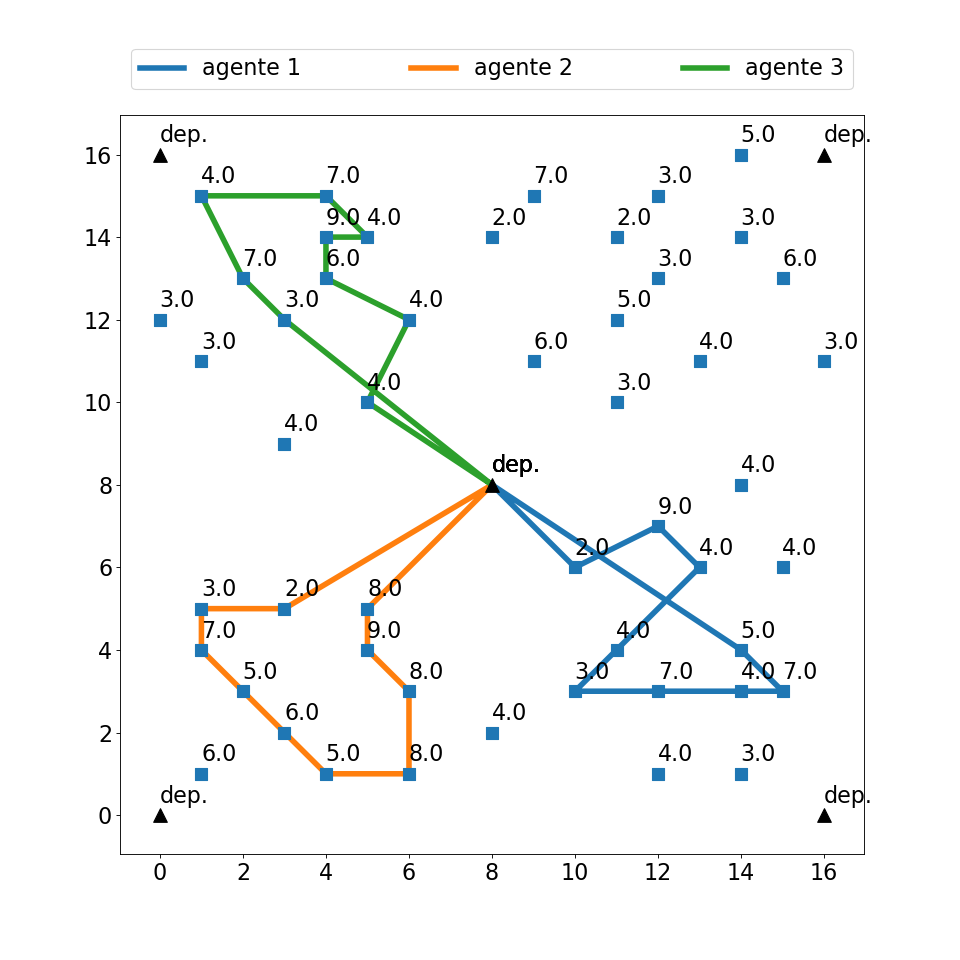 agente 1 agente 2 agente 3
5.0
dep. dep.
16
4.0 7.0 7.0 3.0
9.0 4.0 2.0 2.0 3.0
14
7.0 6.0 3.0 6.0
3.0 3.0 4.0 5.0
12
3.0 6.0 4.0 3.0
4.0 3.0
10
4.0
dep. 4.0
8
9.0
2.0 4.0 4.0
6
3.0 2.0 8.0
7.0 9.0 4.0 5.0
4
5.0 8.0 3.0 7.0 4.0 7.0
6.0 4.0
2
6.0 5.0 8.0 4.0 3.0
dep. dep.
0
0 2 4 6 8 10 12 14 16